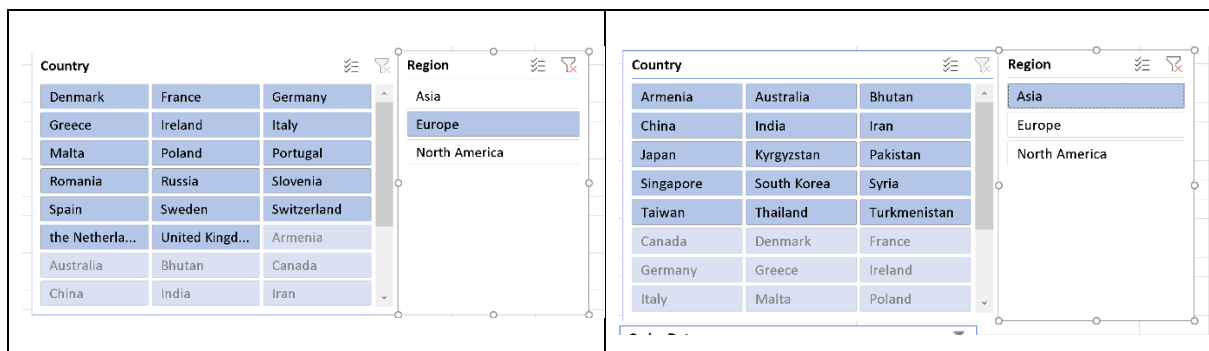 Country
Denmark France Germany
Greece Ireland Italy
Malta Poland Portugal
Romania Russia Slovenia
Spain Sweden Switzerland
the Netherla... United Kingd... Armenia
Australia Bhutan Canada
China India Iran
Region
Asia
Europe
North America
Country
Armenia Australia Bhutan
China India Iran
Japan Kyrgyzstan Pakistan
Singapore South Korea Syria
Taiwan Thailand Turkmenistan
Canada Denmark France
Germany Greece Ireland
Italy Malta Poland
Region
Asia
Europe
North America